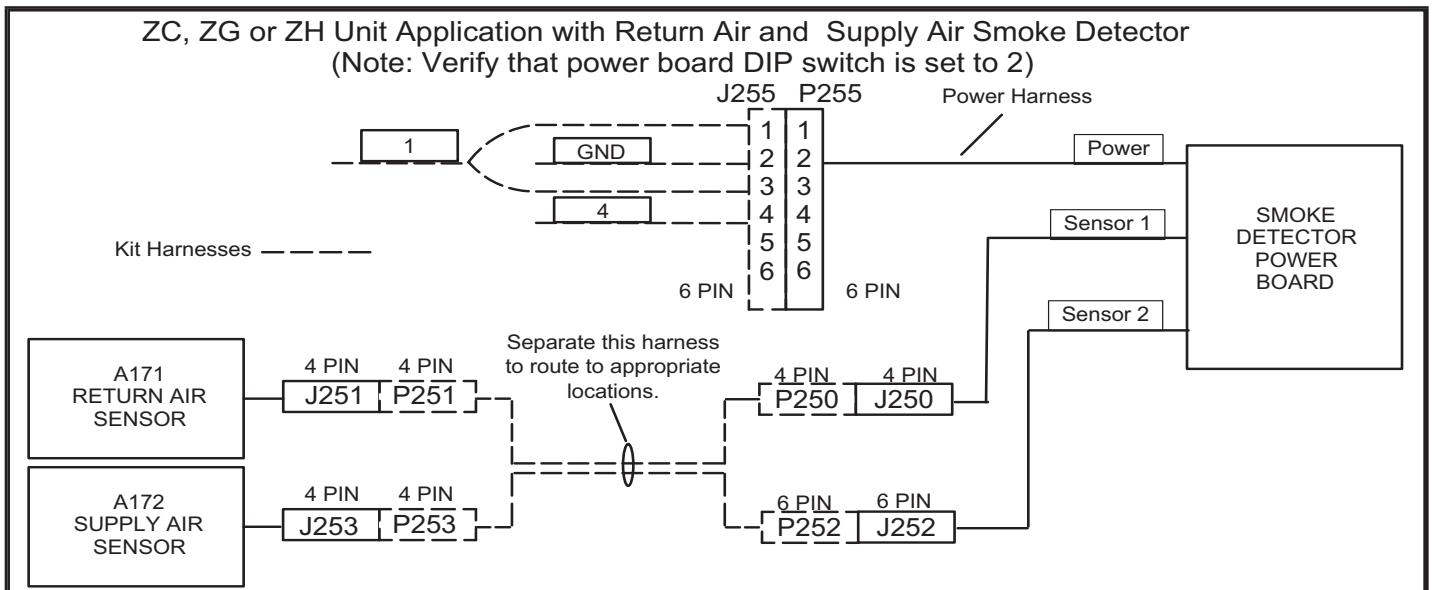 ZC, ZG or ZH Unit Application with Return Air and Supply Air Smoke Detector
(Note: Verify that power board DIP switch is set to 2)
J255 P255
Power Harness
1
GND
4
1 1
2 2
3 3
4 4
5 5
6 6
6 PIN
6 PIN
Power
Sensor 1
Sensor 2
SMOKE
DETECTOR
POWER
BOARD
Kit Harnesses
Separate this harness
to route to appropriate
locations.
A171
RETURN AIR
SENSOR
4 PIN 4 PIN
J251 P251
4 PIN 4 PIN
P250 J250
A172
SUPPLY AIR
SENSOR
4 PIN 4 PIN
J253 P253
6 PIN 6 PIN
P252 J252